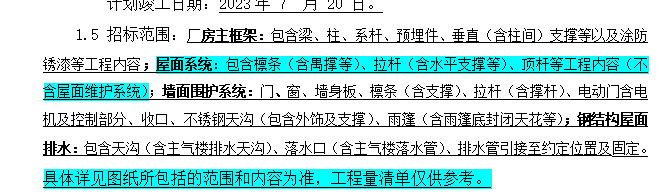 计划竣工日期：2023 年 7 月 20 日。
1.5 招标范围：厂房主框架：包含梁、柱、系杆、预埋件、垂直（含柱间）支撑等以及涂防
锈漆等工程内容；屋面系统：包含檩条（含隅撑等）、拉杆（含水平支撑等）、顶杆等工程内容（不
含屋面维护系统）；墙面围护系统：门、窗、墙身板、檩条（含支撑）、拉杆（含撑杆）、电动门含电
机及控制部分、收口、不锈钢天沟（包含外饰及支撑）、雨篷（含雨篷底封闭天花等）；钢结构屋面
排水：包含天沟（含主气楼排水天沟）、落水口（含主气楼落水管）、排水管引接至约定位置及固定。
具体详见图纸所包括的范围和内容为准，工程量清单仅供参考。